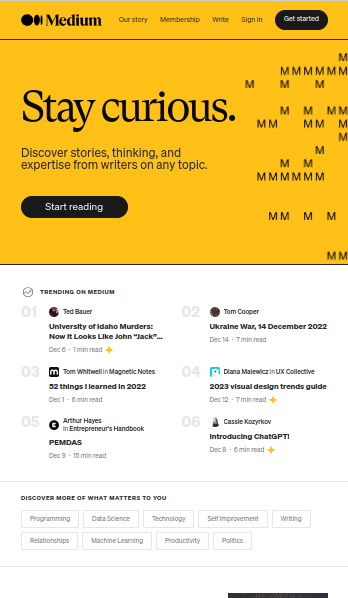 Medium Our story Membership Write Sign In Get started
M
M M M M M M
M M M
M M M M
M M M M M
M
M M
M M M M M M
Stay curious.
Discover stories, thinking, and
expertise from writers on any topic.
Start reading
M M M M
M M
TRENDING ON MEDIUM
01 Ted Bauer
University of Idaho Murders:
Now It Looks Like John “Jack”...
Dec 6 · 1 min read
02 Tom Cooper
Ukraine War, 14 December 2022
Dec 14 · 7 min read
03 Tom Whitwell in Magnetic Notes
52 things I learned in 2022
Dec 1 · 6 min read
04 Diana Malewicz in UX Collective
2023 visual design trends guide
Dec 12 · 7 min read
05 Arthur Hayes
in Entrepreneur's Handbook
PEMDAS
Dec 9 · 15 min read
06 Cassie Kozyrkov
Introducing ChatGPT!
Dec 8 · 6 min read
DISCOVER MORE OF WHAT MATTERS TO YOU
Programming Data Science Technology Self Improvement Writing
Relationships Machine Learning Productivity Politics